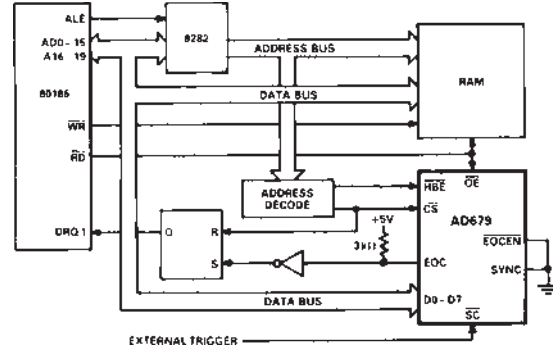 ALE
8282
AD0-15
A16 19
ADDRESS BUS
RAM
80186
DATA BUS
WR
RD
OE
ADDRESS DECODE
HBE
+5V
CS
AD679
3kΩ
EOCEN
DRQ 1
Q
R
S
EOC
SYNC
DATA BUS
D0-D7
SC
EXTERNAL TRIGGER